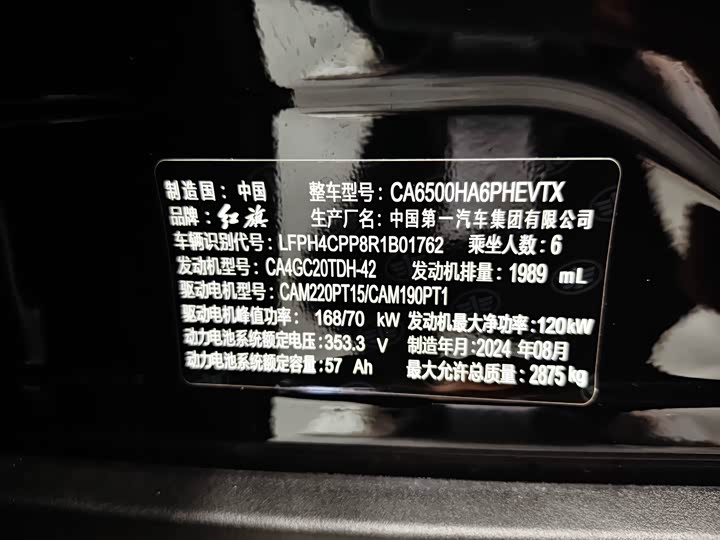 制造国：中国 整车型号：CA6500HA6PHEVTX
品牌：红旗 生产厂名：中国第一汽车集团有限公司
车辆识别代号：LFPH4CPP8R1B01762 乘坐人数：6
发动机型号：CA4GC20TDH-42 发动机排量：1989 mL
驱动电机型号：CAM220PT15/CAM190PT1
驱动电机峰值功率：168/70 kW 发动机最大净功率：120kW
动力电池系统额定电压：353.3 V 制造年月：2024 年08月
动力电池系统额定容量：57 Ah 最大允许总质量：2875kg